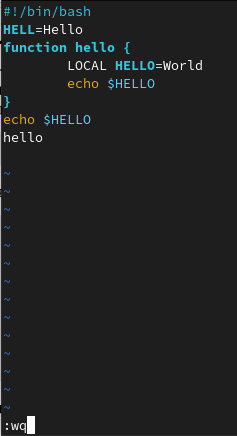 #!/bin/bash
HELL=Hello
function hello {
        LOCAL HELLO=World
        echo $HELLO
}
echo $HELLO
hello
~
~
~
~
~
~
~
~
~
~
~
~
~
~
:wq